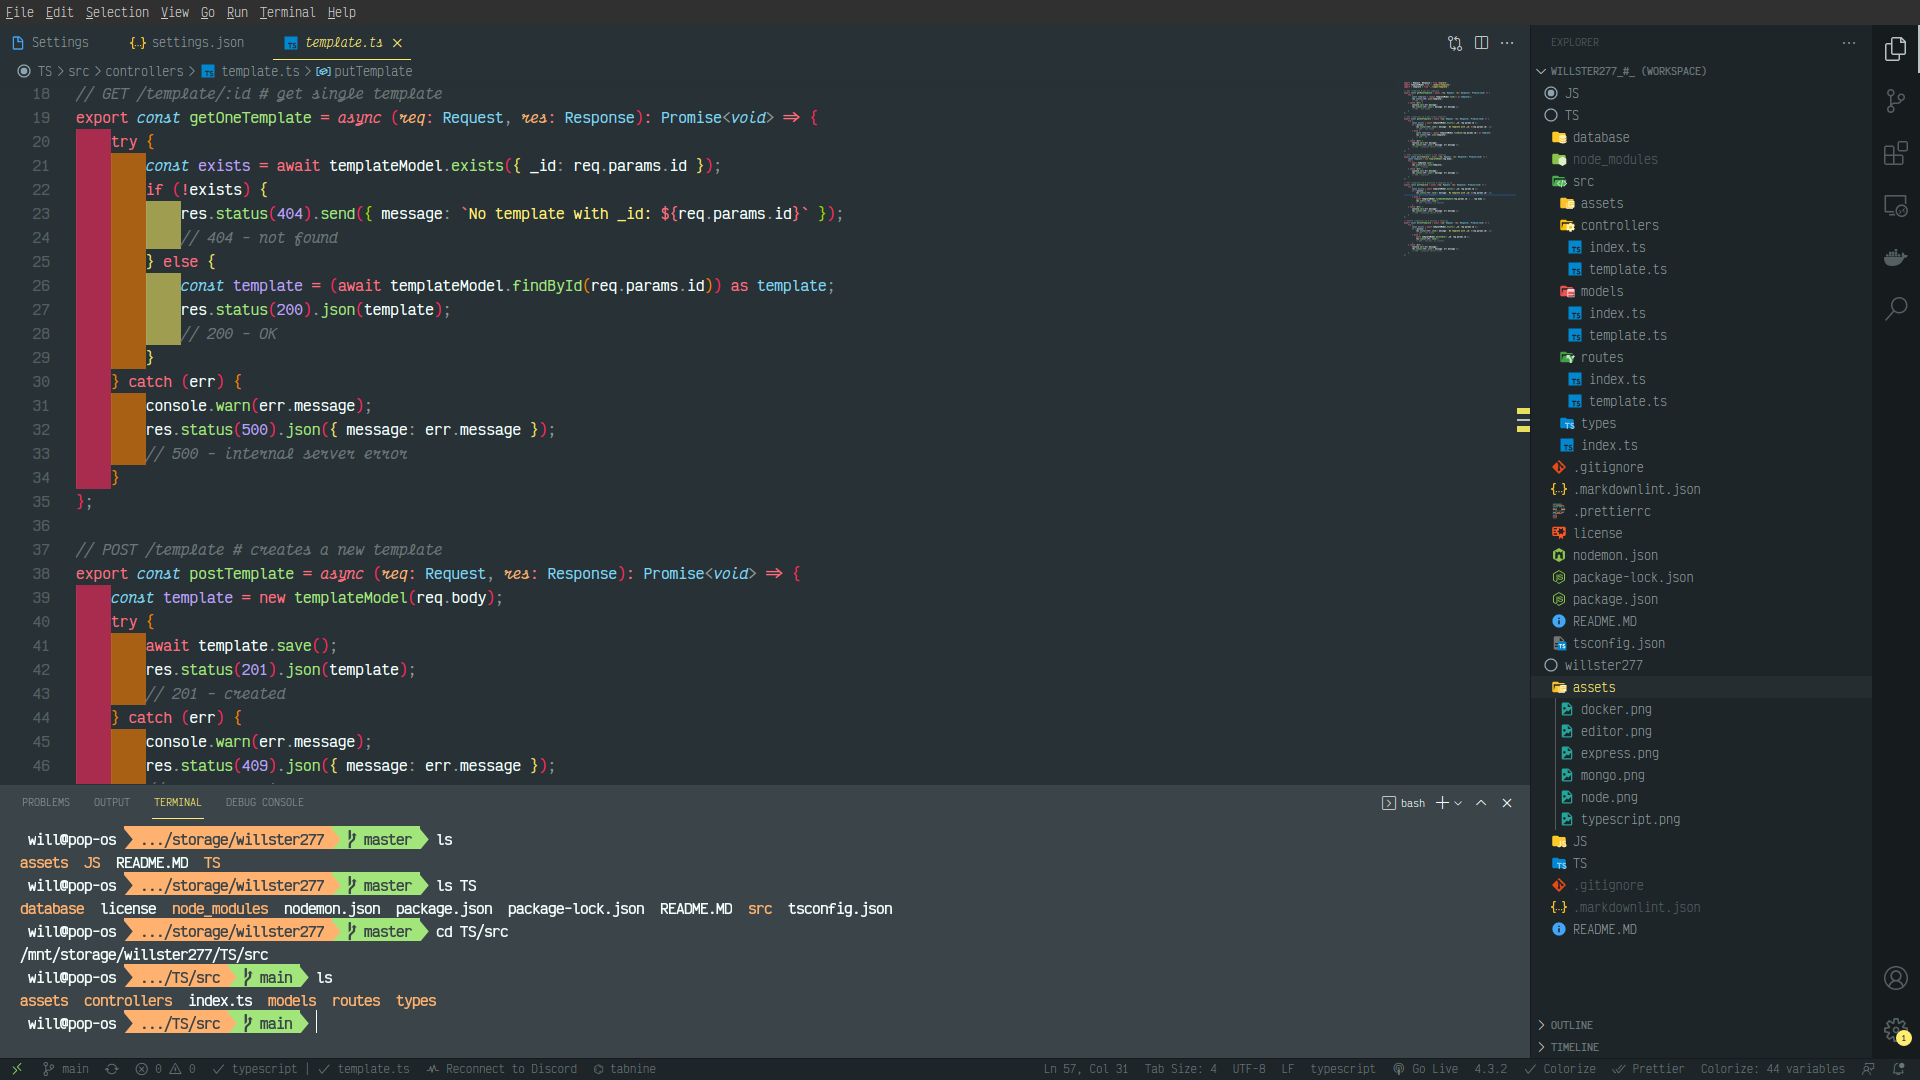 File Edit Selection View Go Run Terminal Help
Settings
{..} settings.json
TS template.ts
TS > src > controllers > TS template.ts > putTemplate
18 // GET /template/:id # get single template
19 export const getOneTemplate = async (req: Request, res: Response): Promise<void> => {
20 try {
21 const exists = await templateModel.exists({ _id: req.params.id });
22 if (!exists) {
23 res.status(404).send({ message: `No template with _id: ${req.params.id}` });
24 // 404 - not found
25 } else {
26 const template = (await templateModel.findById(req.params.id)) as template;
27 res.status(200).json(template);
28 // 200 - OK
29 }
30 } catch (err) {
31 console.warn(err.message);
32 res.status(500).json({ message: err.message });
33 // 500 - internal server error
34 }
35 };
36
37 // POST /template # creates a new template
38 export const postTemplate = async (req: Request, res: Response): Promise<void> => {
39 const template = new templateModel(req.body);
40 try {
41 await template.save();
42 res.status(201).json(template);
43 // 201 - created
44 } catch (err) {
45 console.warn(err.message);
46 res.status(409).json({ message: err.message });
PROBLEMS OUTPUT TERMINAL DEBUG CONSOLE
bash
will@pop-os .../storage/willster277 master ls
assets JS README.MD TS
will@pop-os .../storage/willster277 master ls TS
database license node_modules nodemon.json package.json package-lock.json README.MD src tsconfig.json
will@pop-os .../storage/willster277 master cd TS/src
/mnt/storage/willster277/TS/src
will@pop-os .../TS/src main ls
assets controllers index.ts models routes types
will@pop-os .../TS/src main
EXPLORER
WILLSTER277_#_ (WORKSPACE)
JS
TS
database
node_modules
src
assets
controllers
TS index.ts
TS template.ts
models
TS index.ts
TS template.ts
routes
TS index.ts
TS template.ts
types
TS index.ts
.gitignore
{..} .markdownlint.json
.prettierrc
license
nodemon.json
package-lock.json
package.json
README.MD
tsconfig.json
willster277
assets
docker.png
editor.png
express.png
mongo.png
node.png
typescript.png
JS
TS
.gitignore
{..} .markdownlint.json
README.MD
OUTLINE
TIMELINE
1
main 0 0 typescript | template.ts Reconnect to Discord tabnine
Ln 57, Col 31 Tab Size: 4 UTF-8 LF typescript Go Live 4.3.2 Colorize Prettier Colorize: 44 variables